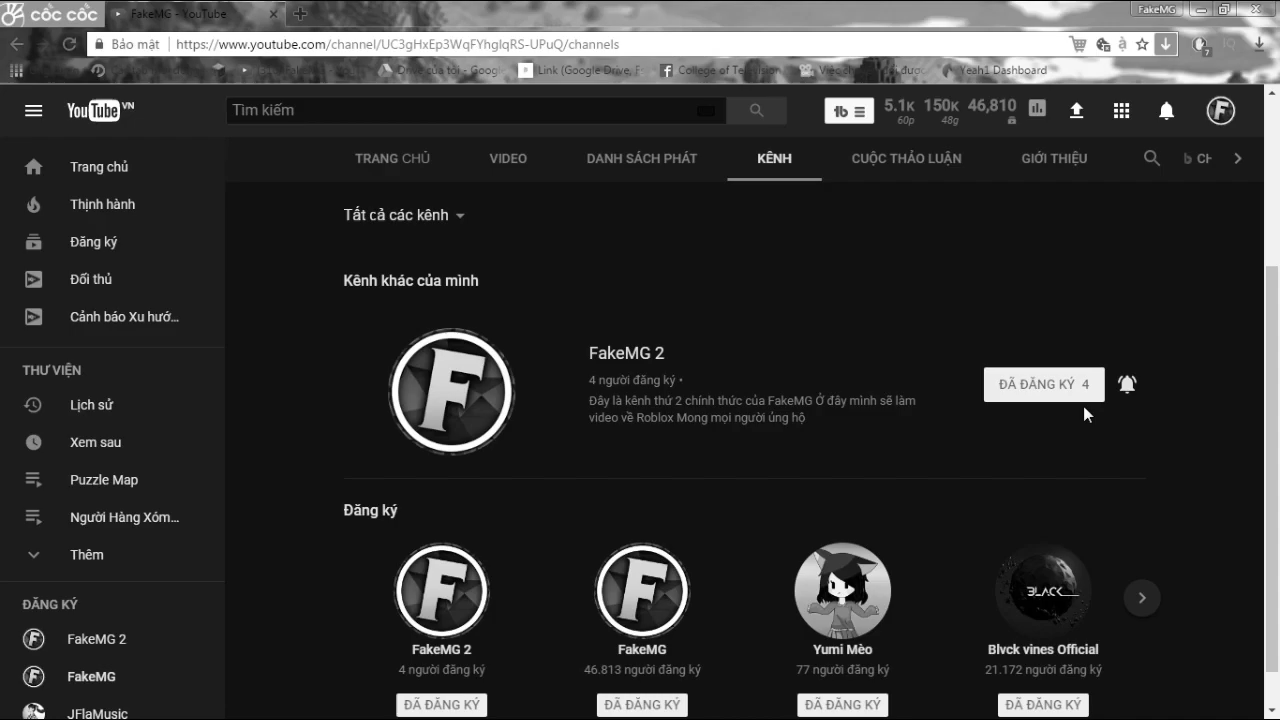 cốc cốc
FakeMG - YouTube
FakeMG
Bảo mật
https://www.youtube.com/channel/UC3gHxEp3WqFYhgIqRS-UPuQ/channels
Drive của tôi - Goog
Link (Google Drive, F
College of Television
Yeah1 Dashboard
YouTube VN
Tìm kiếm
tb
5.1K 150K 46,810
60p 48g
TRANG CHỦ VIDEO DANH SÁCH PHÁT KÊNH CUỘC THẢO LUẬN GIỚI THIỆU
Trang chủ
Thịnh hành
Đăng ký
Đối thủ
Cảnh báo Xu hướ...
THƯ VIỆN
Lịch sử
Xem sau
Puzzle Map
Người Hàng Xóm...
Thêm
ĐĂNG KÝ
FakeMG 2
FakeMG
JFlaMusic
Tất cả các kênh
Kênh khác của mình
F
FakeMG 2
4 người đăng ký •
Đây là kênh thứ 2 chính thức của FakeMG Ở đây mình sẽ làm
video về Roblox Mong mọi người ủng hộ
ĐÃ ĐĂNG KÝ 4
Đăng ký
F F BLACK
FakeMG 2 FakeMG Yumi Mèo Blvck vines Official
4 người đăng ký 46.813 người đăng ký 77 người đăng ký 21.172 người đăng ký
ĐÃ ĐĂNG KÝ ĐÃ ĐĂNG KÝ ĐÃ ĐĂNG KÝ ĐÃ ĐĂNG KÝ